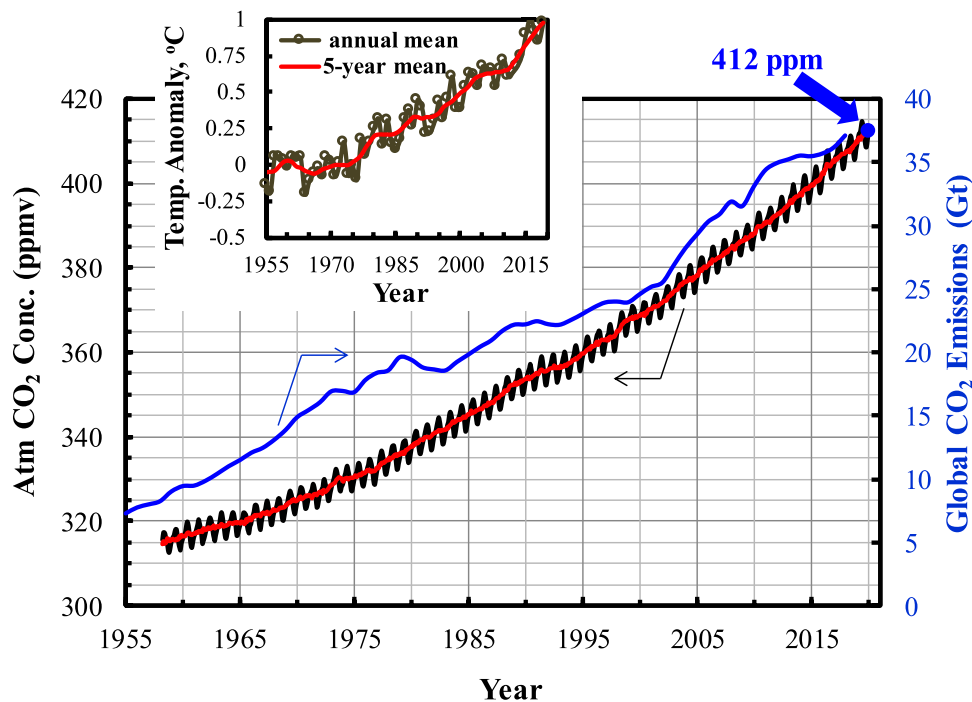 1
0.75
0.5
0.25
0
-0.25
-0.5
Temp. Anomaly, ºC
annual mean
5-year mean
1955 1970 1985 2000 2015
Year
412 ppm
420
400
380
360
340
320
300
Atm CO₂ Conc. (ppmv)
40
35
30
25
20
15
10
5
0
Global CO₂ Emissions (Gt)
1955 1965 1975 1985 1995 2005 2015
Year